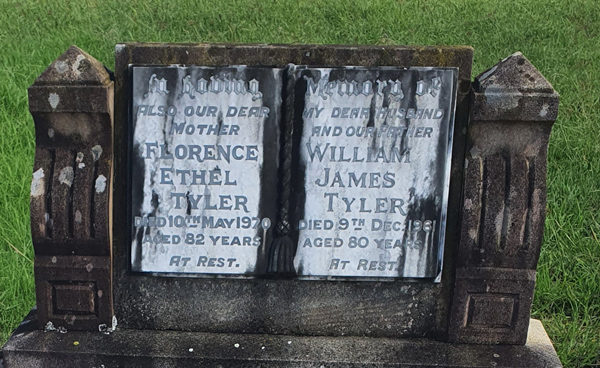 In Loving
ALSO OUR DEAR
MOTHER
FLORENCE
ETHEL
TYLER
DIED 10TH MAY 1970
AGED 82 YEARS
AT REST.
Memory of
MY DEAR HUSBAND
AND OUR FATHER
WILLIAM
JAMES
TYLER
DIED 9TH DEC.
AGED 80 YEARS
AT REST.